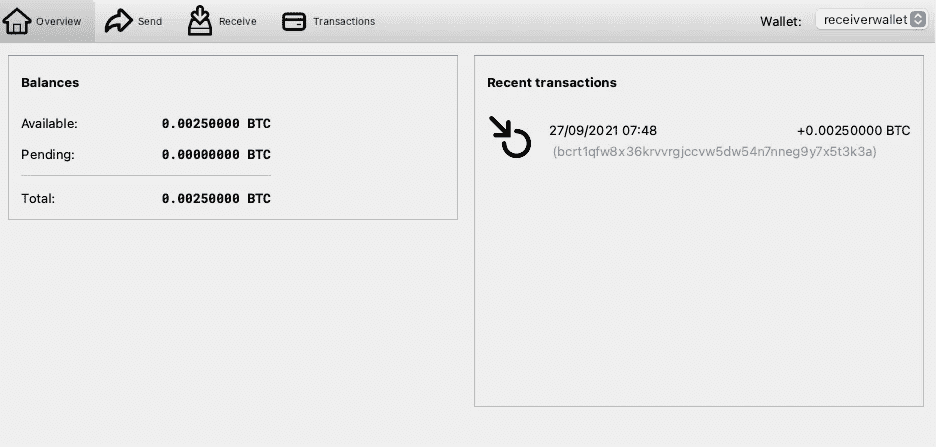 Overview Send Receive Transactions Wallet: receiverwallet
Balances
Available: 0.00250000 BTC
Pending: 0.00000000 BTC
Total: 0.00250000 BTC
Recent transactions
27/09/2021 07:48 +0.00250000 BTC
(bcrt1qfw8x36krvvrgjccvw5dw54n7nneg9y7x5t3k3a)